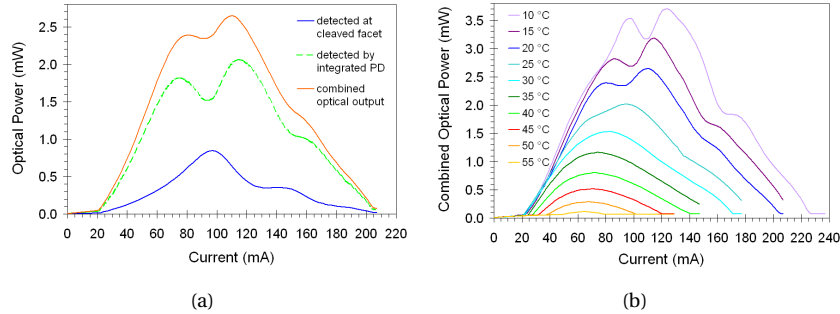 Optical Power (mW)
2.5
2.0
1.5
1.0
0.5
0.0
0 20 40 60 80 100 120 140 160 180 200 220
Current (mA)
detected at
cleaved facet
detected by
integrated PD
combined
optical output
(a)
Combined Optical Power (mW)
3.5
3.0
2.5
2.0
1.5
1.0
0.5
0.0
10 °C
15 °C
20 °C
25 °C
30 °C
35 °C
40 °C
45 °C
50 °C
55 °C
0 20 40 60 80 100 120 140 160 180 200 220 240
Current (mA)
(b)